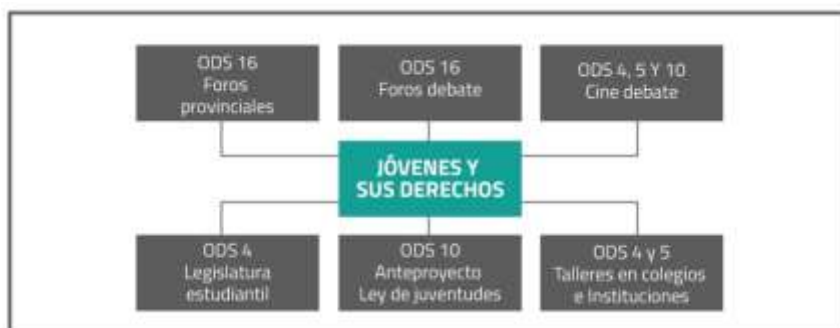 ODS 16
Foros
provinciales
ODS 16
Foros debate
ODS 4, 5 Y 10
Cine debate
JÓVENES Y
SUS DERECHOS
ODS 4
Legislatura
estudiantil
ODS 10
Anteproyecto
Ley de juventudes
ODS 4 y 5
Talleres en colegios
e Instituciones